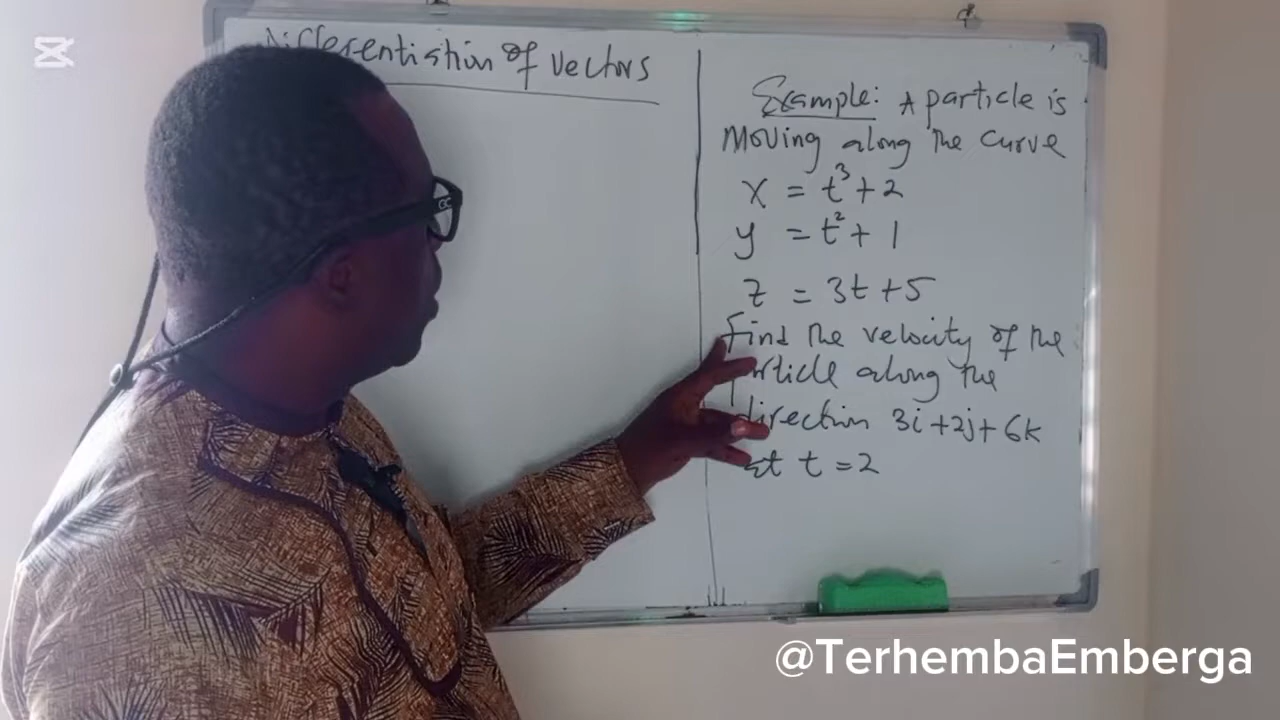 Differentiation of vectors
Example: A particle is
moving along the curve
x = t³ + 2
y = t² + 1
z = 3t + 5
Find the velocity of the
particle along the
direction 3i + 2j + 6k
at t = 2
@TerhembaEmberga